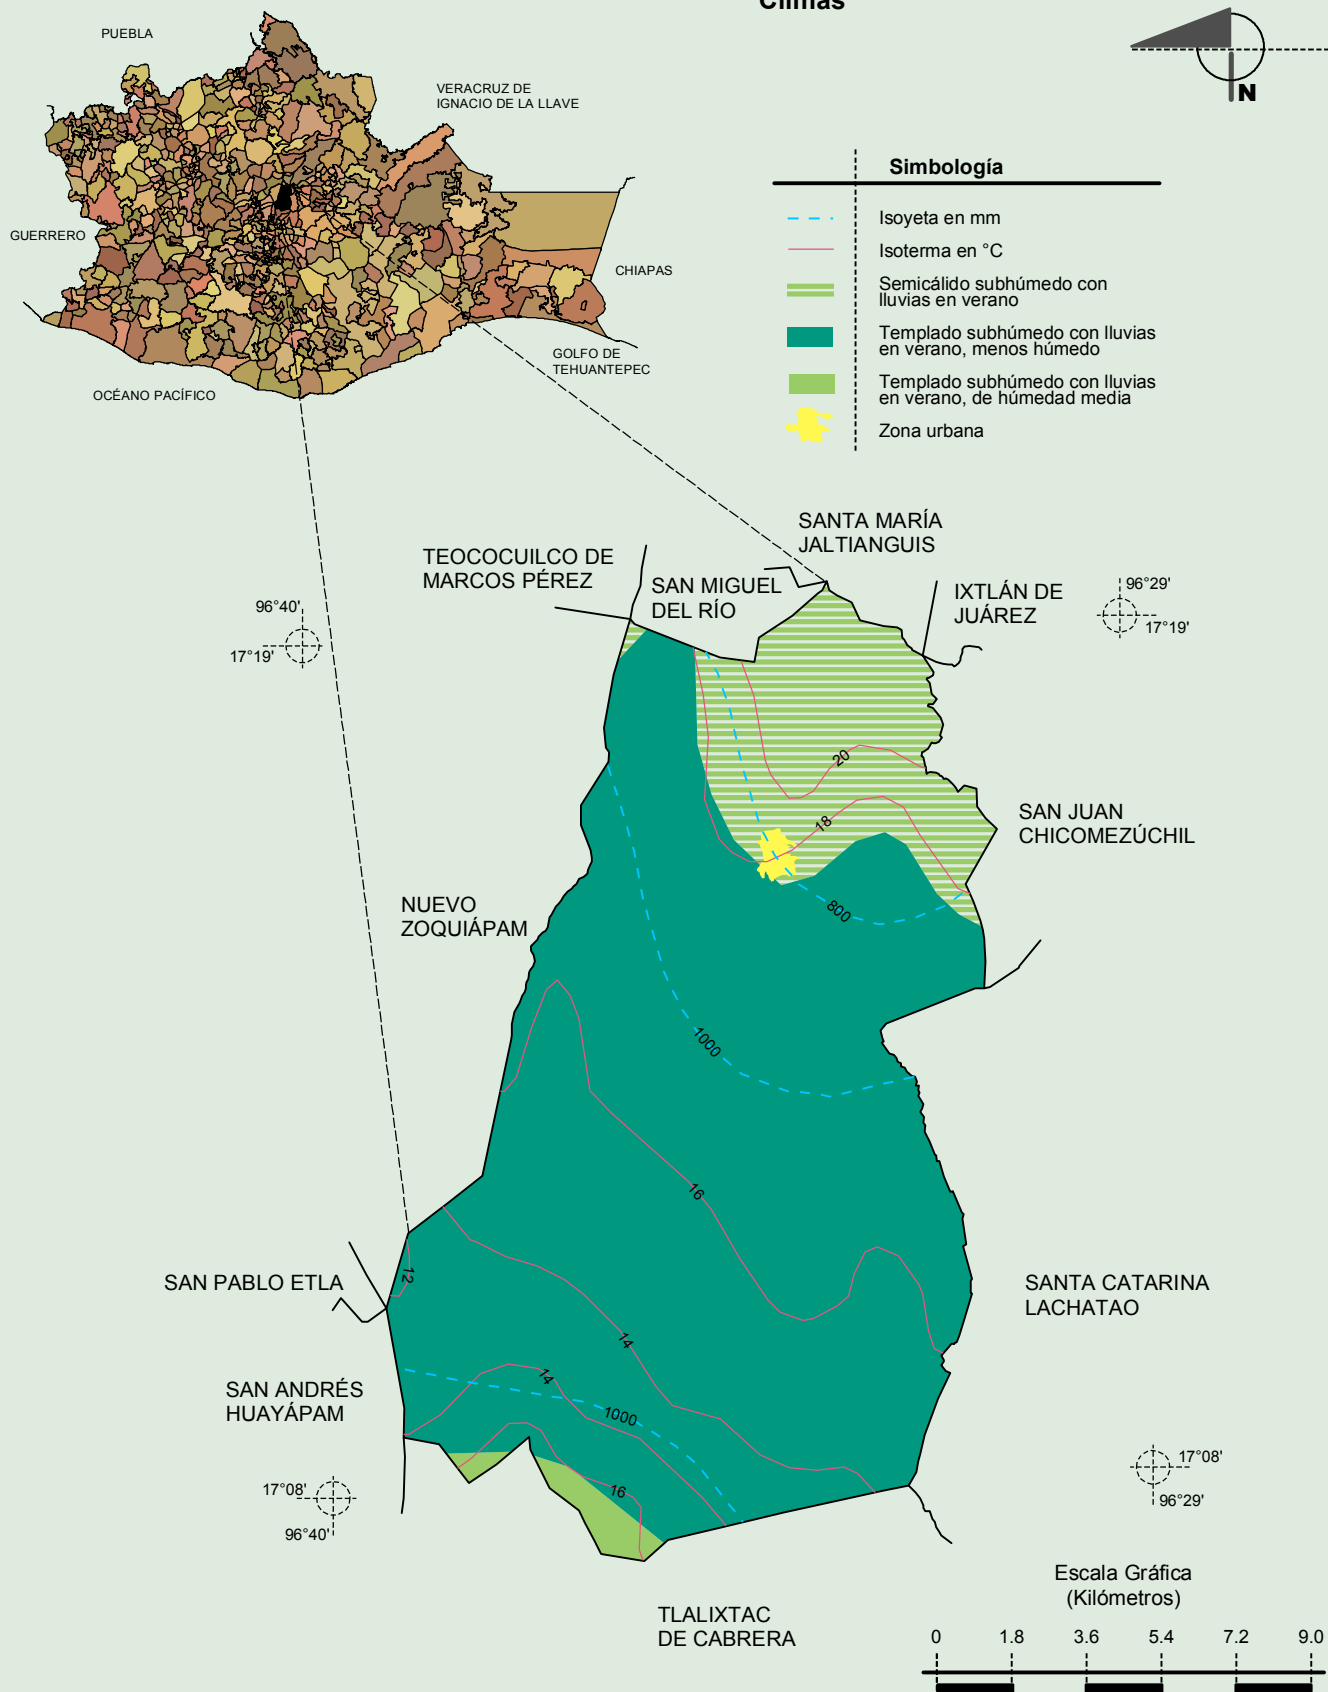 Climas
PUEBLA
VERACRUZ DE
IGNACIO DE LA LLAVE
GUERRERO
CHIAPAS
GOLFO DE
TEHUANTEPEC
OCÉANO PACÍFICO
N
Simbología
Isoyeta en mm
Isoterma en °C
Semicálido subhúmedo con
lluvias en verano
Templado subhúmedo con lluvias
en verano, menos húmedo
Templado subhúmedo con lluvias
en verano, de húmedad media
Zona urbana
SANTA MARÍA
JALTIANGUIS
TEOCOCUILCO DE
MARCOS PÉREZ
SAN MIGUEL
DEL RÍO
IXTLÁN DE
JUÁREZ
96°40'
17°19'
96°29'
17°19'
20
18
SAN JUAN
CHICOMEZÚCHIL
NUEVO
ZOQUIÁPAM
800
1000
16
12
SAN PABLO ETLA
SANTA CATARINA
LACHATAO
14
14
SAN ANDRÉS
HUAYÁPAM
1000
16
17°08'
96°40'
17°08'
96°29'
TLALIXTAC
DE CABRERA
Escala Gráfica
(Kilómetros)
0 1.8 3.6 5.4 7.2 9.0